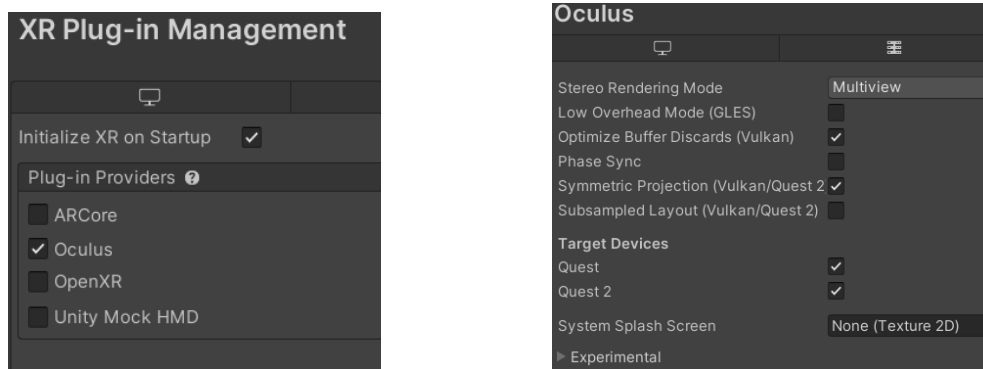 XR Plug-in Management
Initialize XR on Startup
Plug-in Providers
ARCore
Oculus
OpenXR
Unity Mock HMD
Oculus
Stereo Rendering Mode Multiview
Low Overhead Mode (GLES)
Optimize Buffer Discards (Vulkan)
Phase Sync
Symmetric Projection (Vulkan/Quest 2
Subsampled Layout (Vulkan/Quest 2)
Target Devices
Quest
Quest 2
System Splash Screen None (Texture 2D)
Experimental